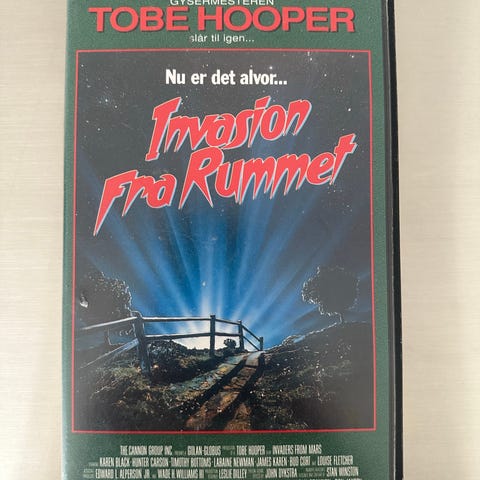 GYSERMESTEREN
TOBE HOOPER
slår til igen...
Nu er det alvor...
Invasion
Fra Rummet
THE CANNON GROUP INC. GOLAN-GLOBUS TOBE HOOPER INVADERS FROM MARS
KAREN BLACK HUNTER CARSON TIMOTHY BOTTOMS LARAINE NEWMAN JAMES KAREN BUD CORT LOUISE FLETCHER
EDWARD L. ALPERSON JR. WADE H. WILLIAMS III LESLIE DILLEY JOHN DYKSTRA STAN WINSTON